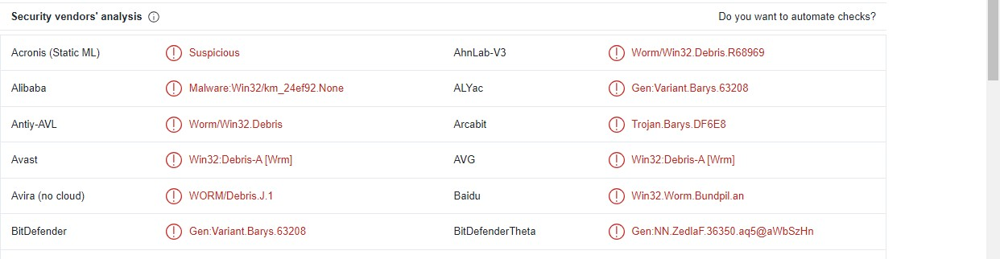 Security vendors' analysis Do you want to automate checks?
Acronis (Static ML) Suspicious AhnLab-V3 Worm/Win32.Debris.R68969
Alibaba Malware:Win32/km_24ef92.None ALYac Gen:Variant.Barys.63208
Antiy-AVL Worm/Win32.Debris Arcabit Trojan.Barys.DF6E8
Avast Win32:Debris-A [Wrm] AVG Win32:Debris-A [Wrm]
Avira (no cloud) WORM/Debris.J.1 Baidu Win32.Worm.Bundpil.an
BitDefender Gen:Variant.Barys.63208 BitDefenderTheta Gen:NN.ZedlaF.36350.aq5@aWbSzHn